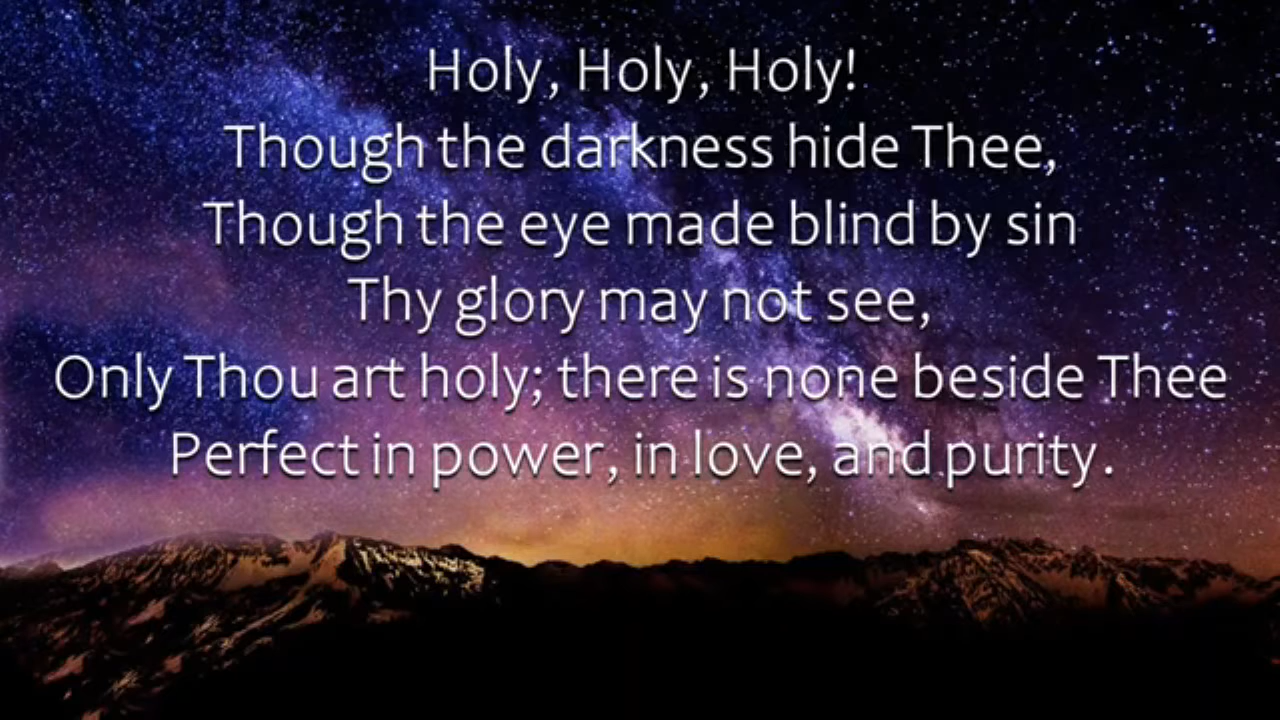 Holy, Holy, Holy!
Though the darkness hide Thee,
Though the eye made blind by sin
Thy glory may not see,
Only Thou art holy; there is none beside Thee
Perfect in power, in love, and purity.